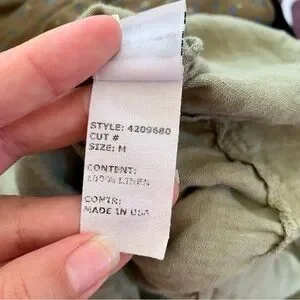 STYLE: 4209680
CUT #
SIZE: M
CONTENT:
100% LINEN
CONTR:
MADE IN USA